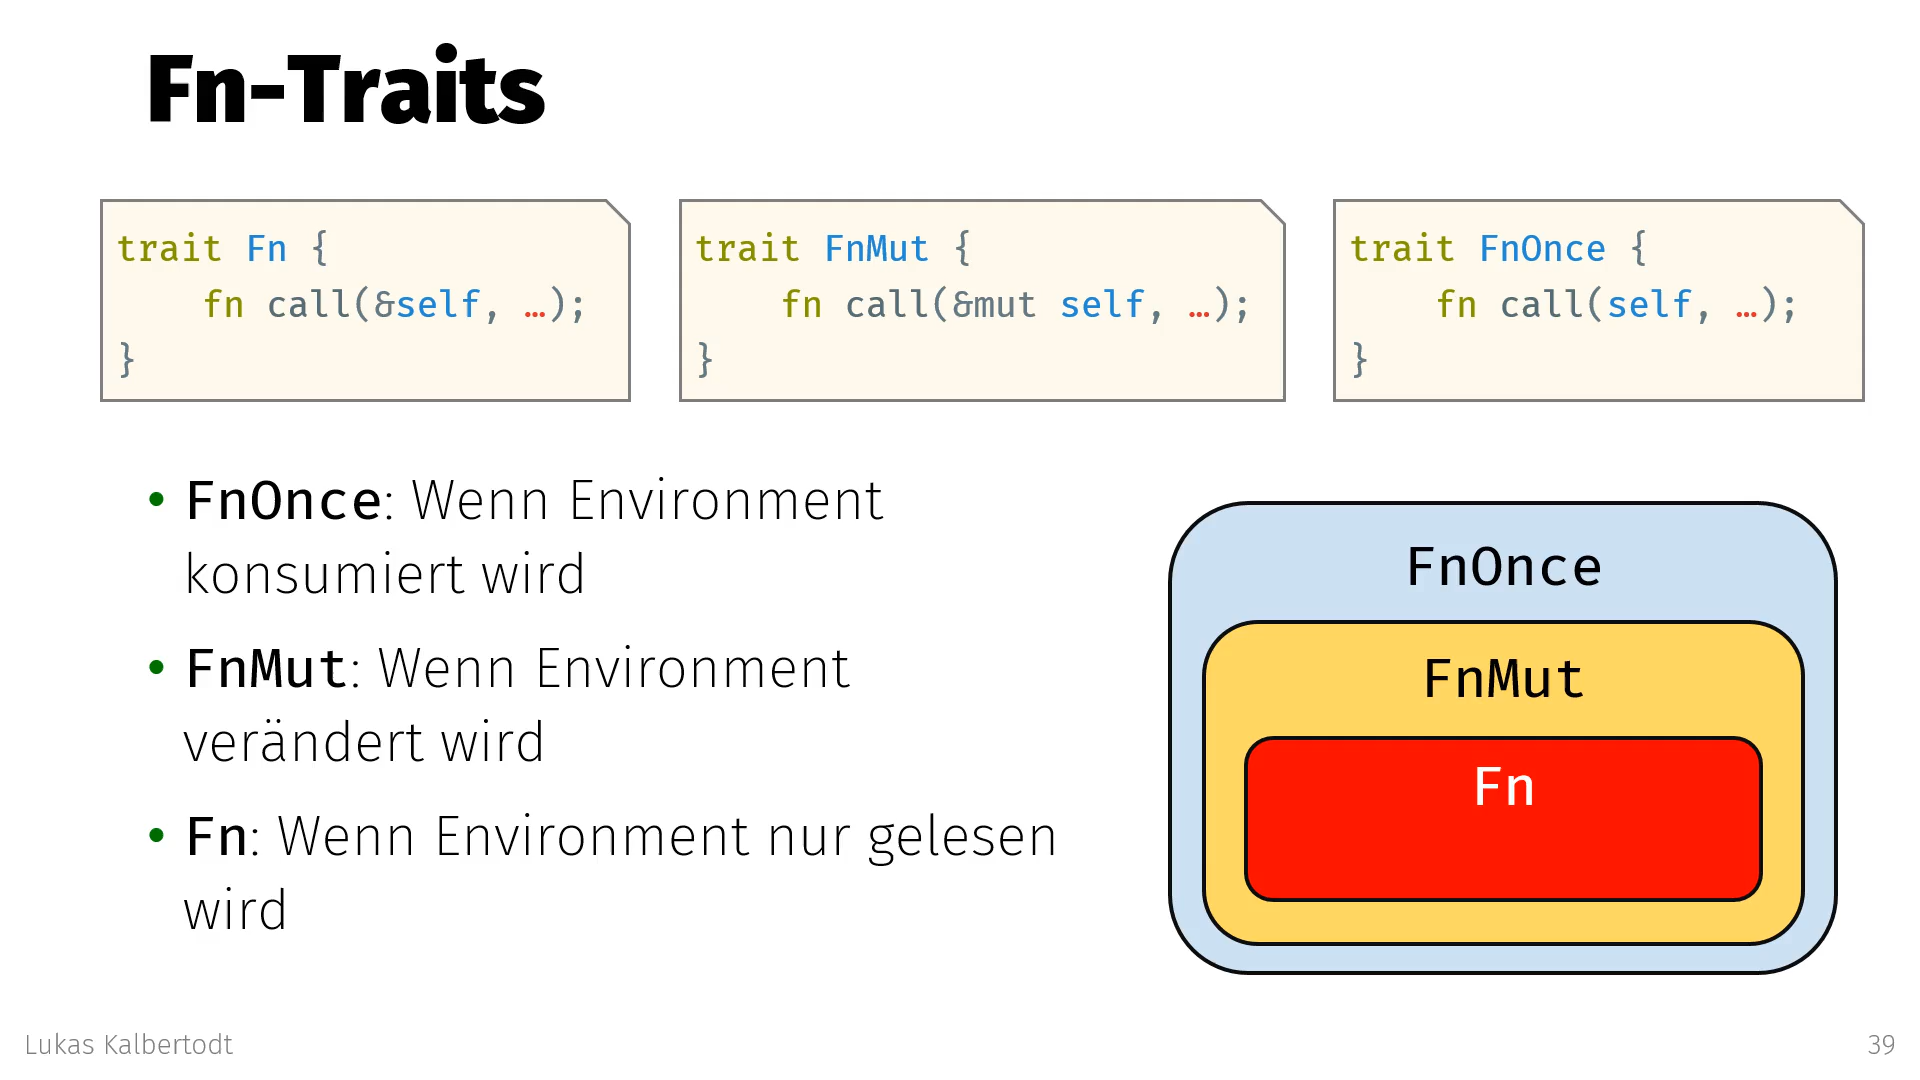 Fn-Traits
trait Fn {
    fn call(&self, …);
}
trait FnMut {
    fn call(&mut self, …);
}
trait FnOnce {
    fn call(self, …);
}
• FnOnce: Wenn Environment
konsumiert wird
• FnMut: Wenn Environment
verändert wird
• Fn: Wenn Environment nur gelesen
wird
FnOnce
FnMut
Fn
Lukas Kalbertodt
39